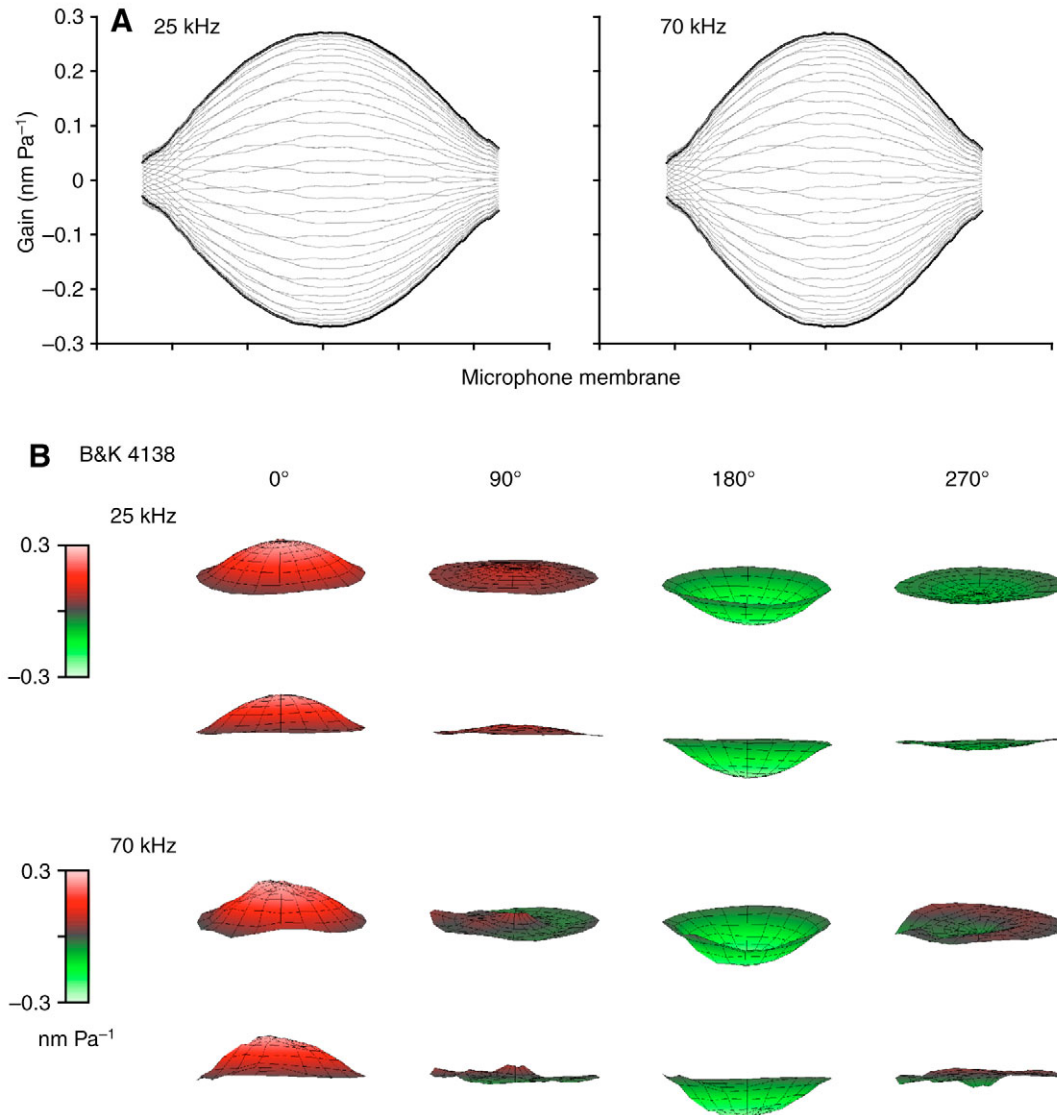 A 25 kHz 70 kHz
0.3
0.2
0.1
0
−0.1
−0.2
−0.3
Gain (nm Pa⁻¹)
Microphone membrane
B B&K 4138
0° 90° 180° 270°
25 kHz
0.3
−0.3
70 kHz
0.3
−0.3
nm Pa⁻¹